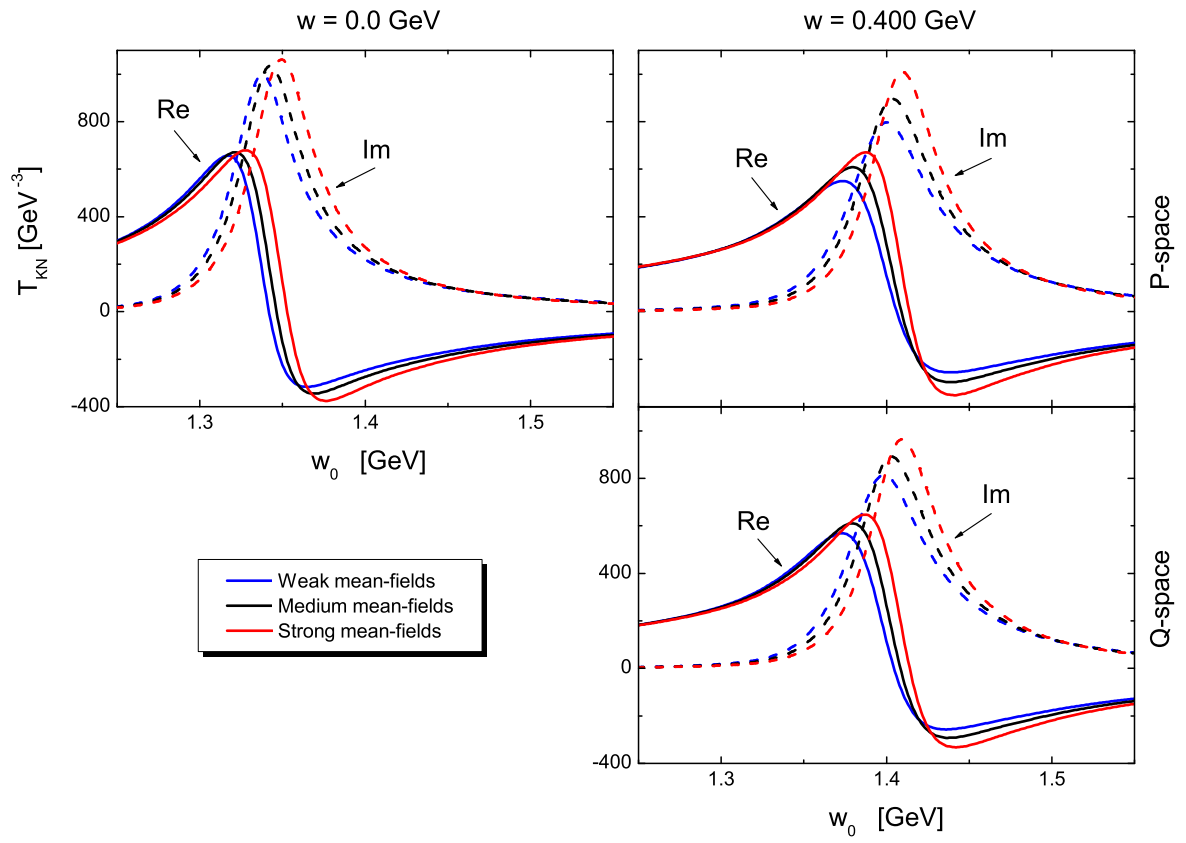 w = 0.0 GeV
w = 0.400 GeV
T_KN [GeV^-3]
800
400
0
-400
Re
Im
1.3
1.4
1.5
w_0 [GeV]
Re
Im
P-space
Weak mean-fields
Medium mean-fields
Strong mean-fields
800
400
0
-400
Re
Im
Q-space
1.3
1.4
1.5
w_0 [GeV]